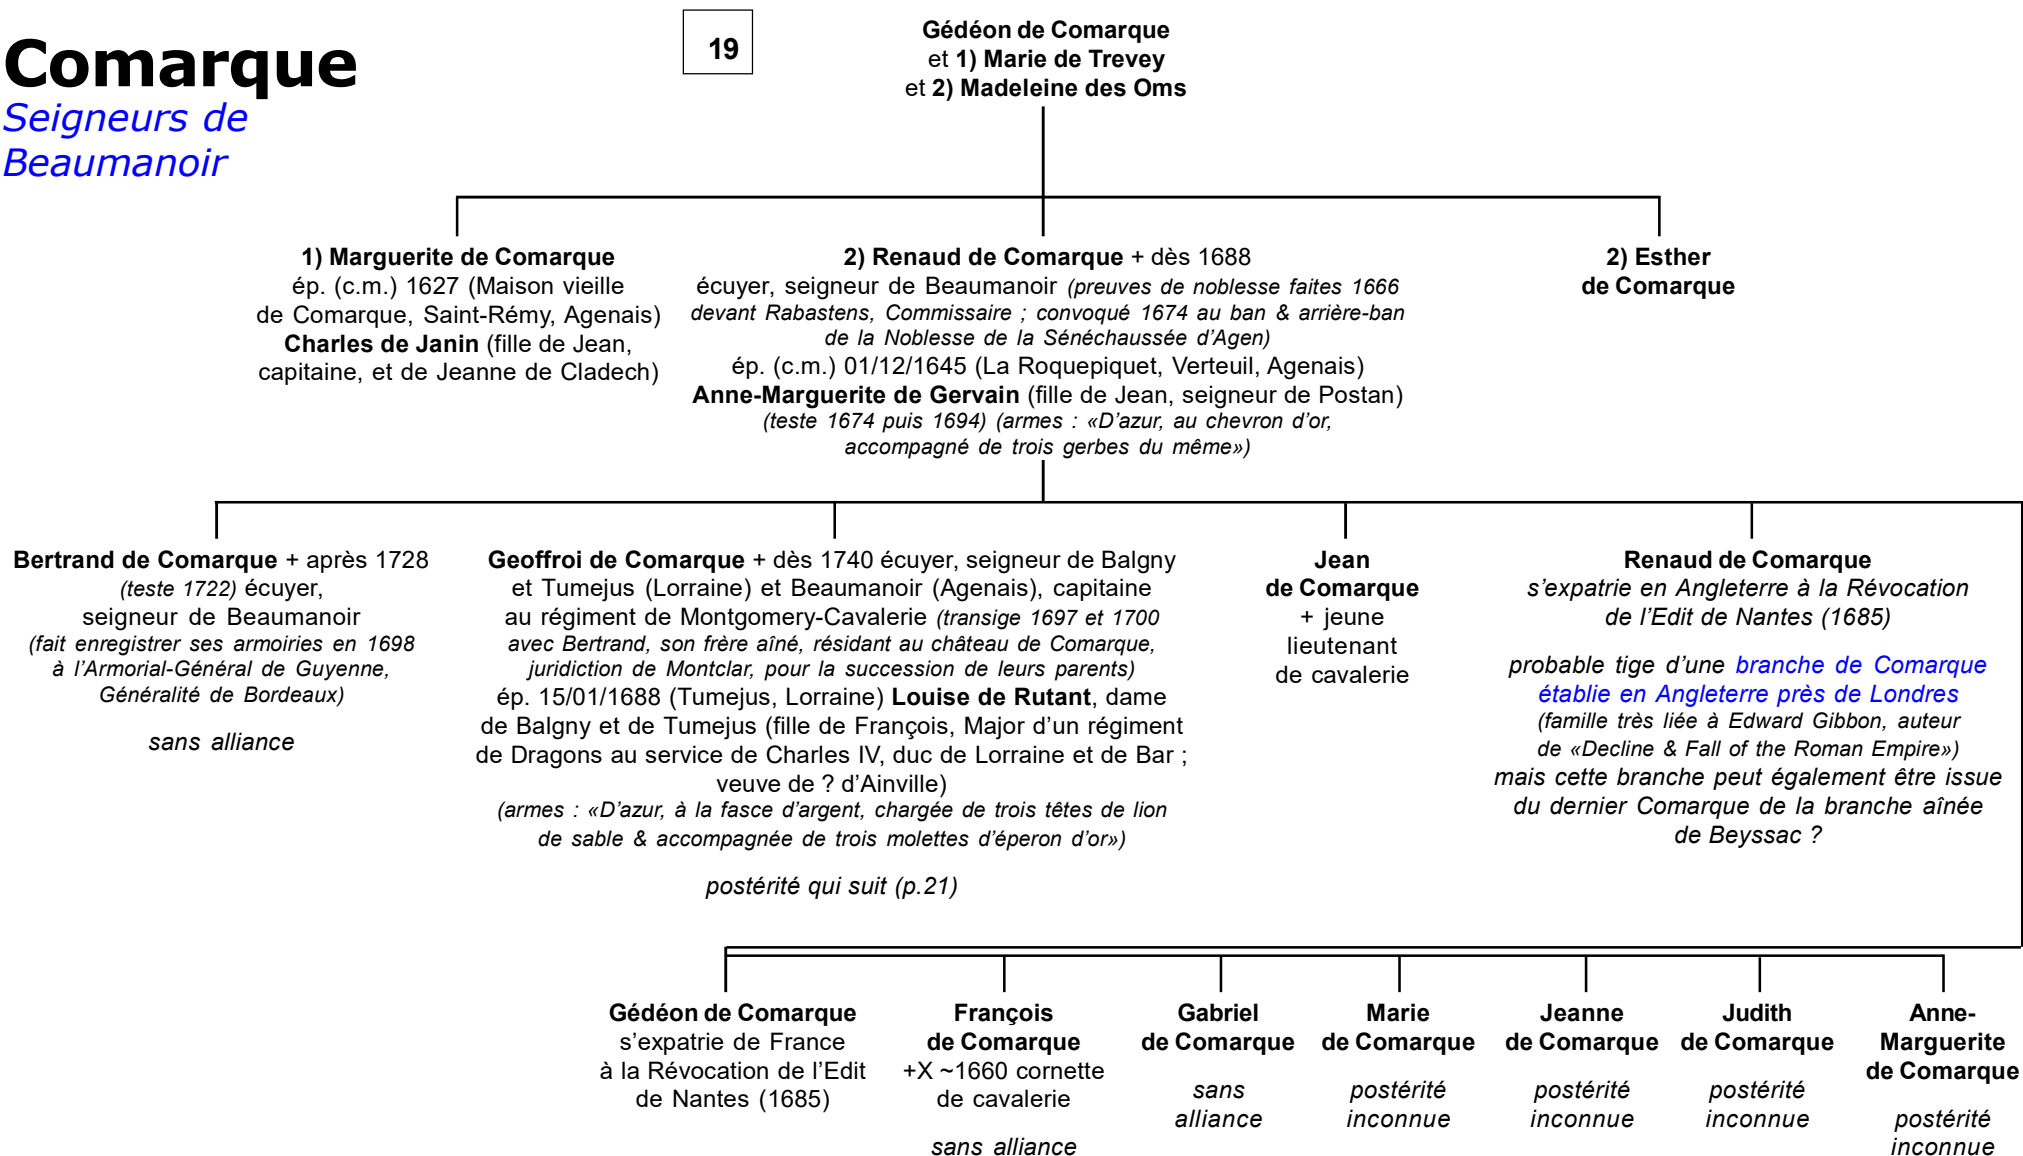 Comarque
Seigneurs de
Beaumanoir
19
Gédéon de Comarque
et 1) Marie de Trevey
et 2) Madeleine des Oms
1) Marguerite de Comarque
ép. (c.m.) 1627 (Maison vieille
de Comarque, Saint-Rémy, Agenais)
Charles de Janin (fille de Jean,
capitaine, et de Jeanne de Cladech)
2) Renaud de Comarque + dès 1688
écuyer, seigneur de Beaumanoir (preuves de noblesse faites 1666
devant Rabastens, Commissaire ; convoqué 1674 au ban & arrière-ban
de la Noblesse de la Sénéchaussée d'Agen)
ép. (c.m.) 01/12/1645 (La Roquepiquet, Verteuil, Agenais)
Anne-Marguerite de Gervain (fille de Jean, seigneur de Postan)
(teste 1674 puis 1694) (armes : «D'azur, au chevron d'or,
accompagné de trois gerbes du même»)
2) Esther
de Comarque
Bertrand de Comarque + après 1728
(teste 1722) écuyer,
seigneur de Beaumanoir
(fait enregistrer ses armoiries en 1698
à l'Armorial-Général de Guyenne,
Généralité de Bordeaux)
sans alliance
Geoffroi de Comarque + dès 1740 écuyer, seigneur de Balgny
et Tumejus (Lorraine) et Beaumanoir (Agenais), capitaine
au régiment de Montgomery-Cavalerie (transige 1697 et 1700
avec Bertrand, son frère aîné, résidant au château de Comarque,
juridiction de Montclar, pour la succession de leurs parents)
ép. 15/01/1688 (Tumejus, Lorraine) Louise de Rutant, dame
de Balgny et de Tumejus (fille de François, Major d'un régiment
de Dragons au service de Charles IV, duc de Lorraine et de Bar ;
veuve de ? d'Ainville)
(armes : «D'azur, à la fasce d'argent, chargée de trois têtes de lion
de sable & accompagnée de trois molettes d'éperon d'or»)
postérité qui suit (p.21)
Jean
de Comarque
+ jeune
lieutenant
de cavalerie
Renaud de Comarque
s'expatrie en Angleterre à la Révocation
de l'Edit de Nantes (1685)
probable tige d'une branche de Comarque
établie en Angleterre près de Londres
(famille très liée à Edward Gibbon, auteur
de «Decline & Fall of the Roman Empire»)
mais cette branche peut également être issue
du dernier Comarque de la branche aînée
de Beyssac ?
Gédéon de Comarque
s'expatrie de France
à la Révocation de l'Edit
de Nantes (1685)
François
de Comarque
+X ~1660 cornette
de cavalerie
sans alliance
Gabriel
de Comarque
sans
alliance
Marie
de Comarque
postérité
inconnue
Jeanne
de Comarque
postérité
inconnue
Judith
de Comarque
postérité
inconnue
Anne-
Marguerite
de Comarque
postérité
inconnue